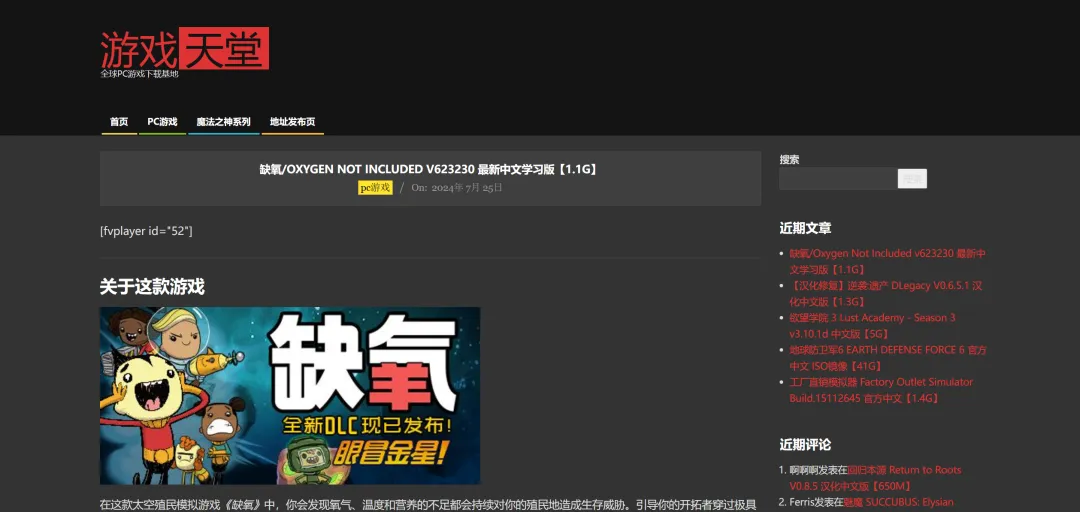 游戏天堂
全球PC游戏下载基地
首页 PC游戏 魔法之神系列 地址发布页
缺氧/OXYGEN NOT INCLUDED V623230 最新中文学习版【1.1G】
pc游戏 / On: 2024年 7月 25日
[fvplayer id="52"]
关于这款游戏
缺氧
全新DLC现已发布!
眼冒金星!
在这款太空殖民模拟游戏《缺氧》中，你会发现氧气、温度和营养的不足都会持续对你的殖民地造成生存威胁。引导你的开拓者穿过极具
搜索
近期文章
缺氧/Oxygen Not Included v623230 最新中
文学习版【1.1G】
【汉化修复】逆袭:遗产 DLegacy V0.6.5.1 汉
化中文版【1.3G】
欲望学院 3 Lust Academy – Season 3
v3.10.1d 中文版【5G】
地球防卫军6 EARTH DEFENSE FORCE 6 官方
中文 ISO镜像【41G】
工厂直销模拟器 Factory Outlet Simulator
Build.15112645 官方中文【1.4G】
近期评论
1. 啊啊啊发表在回归本源 Return to Roots
V0.8.5 汉化中文版【650M】
2. Ferris发表在魅魔 SUCCUBUS: Elysian